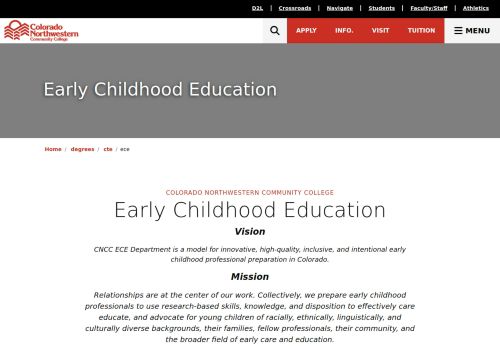 D2L | Crossroads | Navigate | Students | Faculty/Staff | Athletics
Colorado
Northwestern
Community College
APPLY INFO. VISIT TUITION MENU
Early Childhood Education
Home / degrees / cte / ece
COLORADO NORTHWESTERN COMMUNITY COLLEGE
Early Childhood Education
Vision
CNCC ECE Department is a model for innovative, high-quality, inclusive, and intentional early
childhood professional preparation in Colorado.
Mission
Relationships are at the center of our work. Collectively, we prepare early childhood
professionals to use research-based skills, knowledge, and disposition to effectively care
educate, and advocate for young children of racially, ethnically, linguistically, and
culturally diverse backgrounds, their families, fellow professionals, their community, and
the broader field of early care and education.